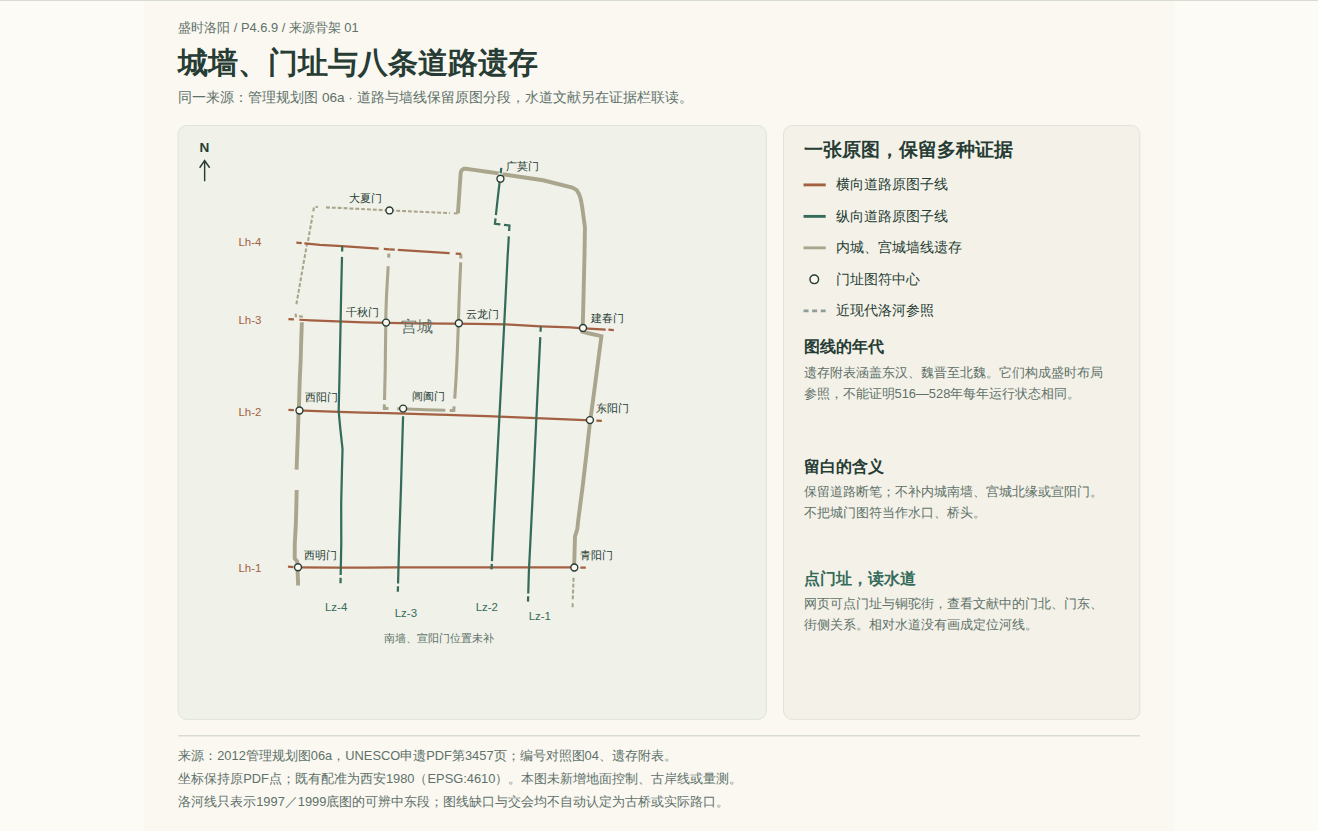 盛时洛阳 / P4.6.9 / 来源骨架 01
城墙、门址与八条道路遗存
同一来源：管理规划图 06a · 道路与墙线保留原图分段，水道文献另在证据栏联读。
N
广莫门
大夏门
Lh-4
千秋门
云龙门
建春门
Lh-3
宫城
西阳门
阊阖门
东阳门
Lh-2
西明门
青阳门
Lh-1
Lz-4
Lz-3
Lz-2
Lz-1
南墙、宣阳门位置未补
一张原图，保留多种证据
横向道路原图子线
纵向道路原图子线
内城、宫城墙线遗存
门址图符中心
近现代洛河参照
图线的年代
遗存附表涵盖东汉、魏晋至北魏。它们构成盛时布局
参照，不能证明516—528年每年运行状态相同。
留白的含义
保留道路断笔；不补内城南墙、宫城北缘或宣阳门。
不把城门图符当作水口、桥头。
点门址，读水道
网页可点门址与铜驼街，查看文献中的门北、门东、
街侧关系。相对水道没有画成定位河线。
来源：2012管理规划图06a，UNESCO申遗PDF第3457页；编号对照图04、遗存附表。
坐标保持原PDF点；既有配准为西安1980（EPSG:4610）。本图未新增地面控制、古岸线或量测。
洛河线只表示1997／1999底图的可辨中东段；图线缺口与交会均不自动认定为古桥或实际路口。